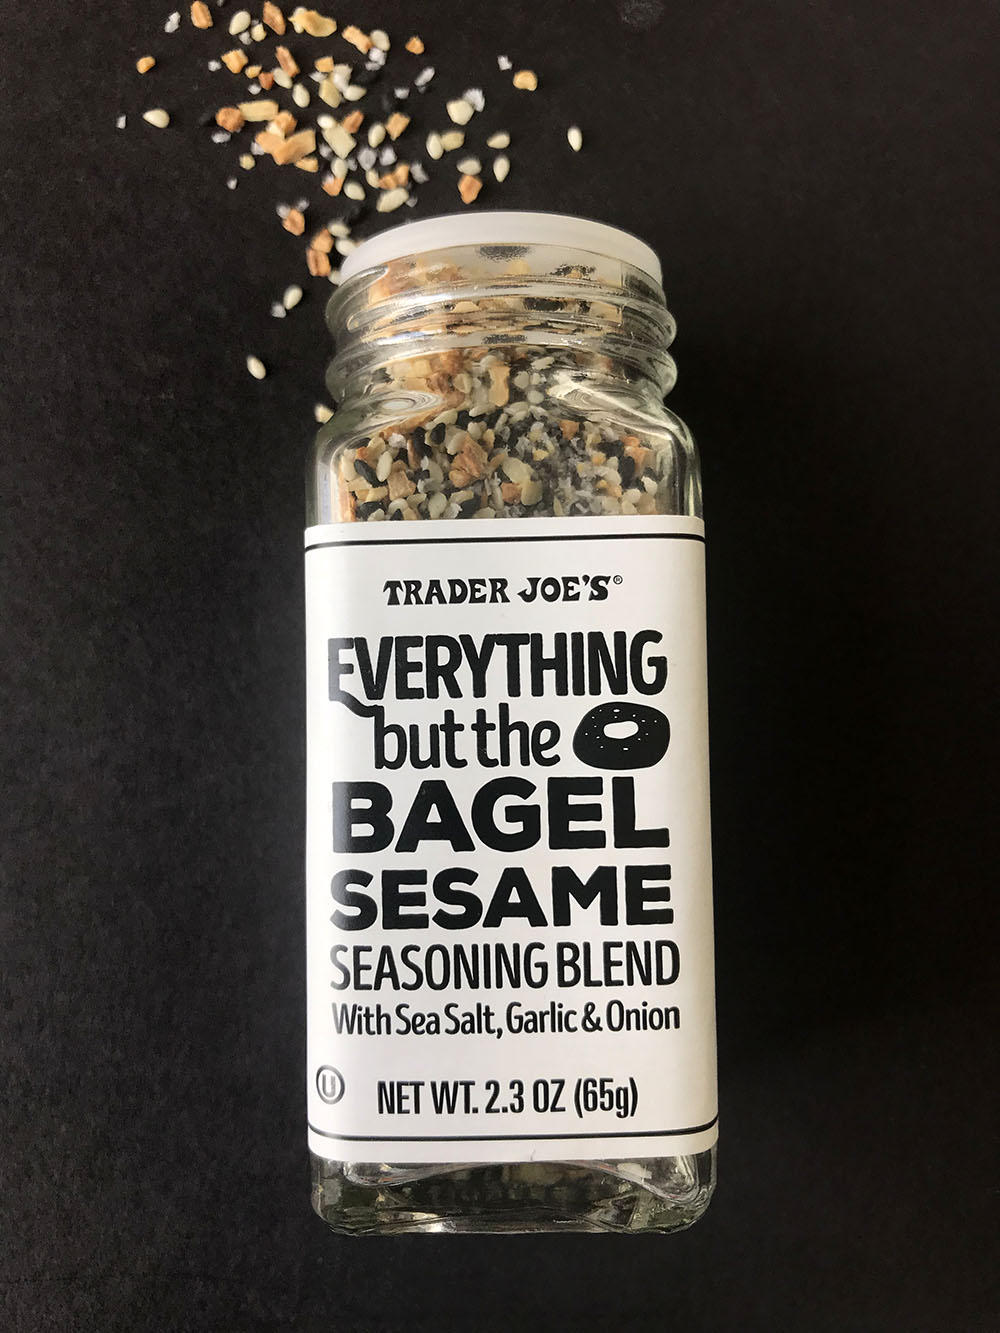 TRADER JOE'S®
EVERYTHING
but the
BAGEL
SESAME
SEASONING BLEND
With Sea Salt, Garlic & Onion
U
NET WT. 2.3 OZ (65g)